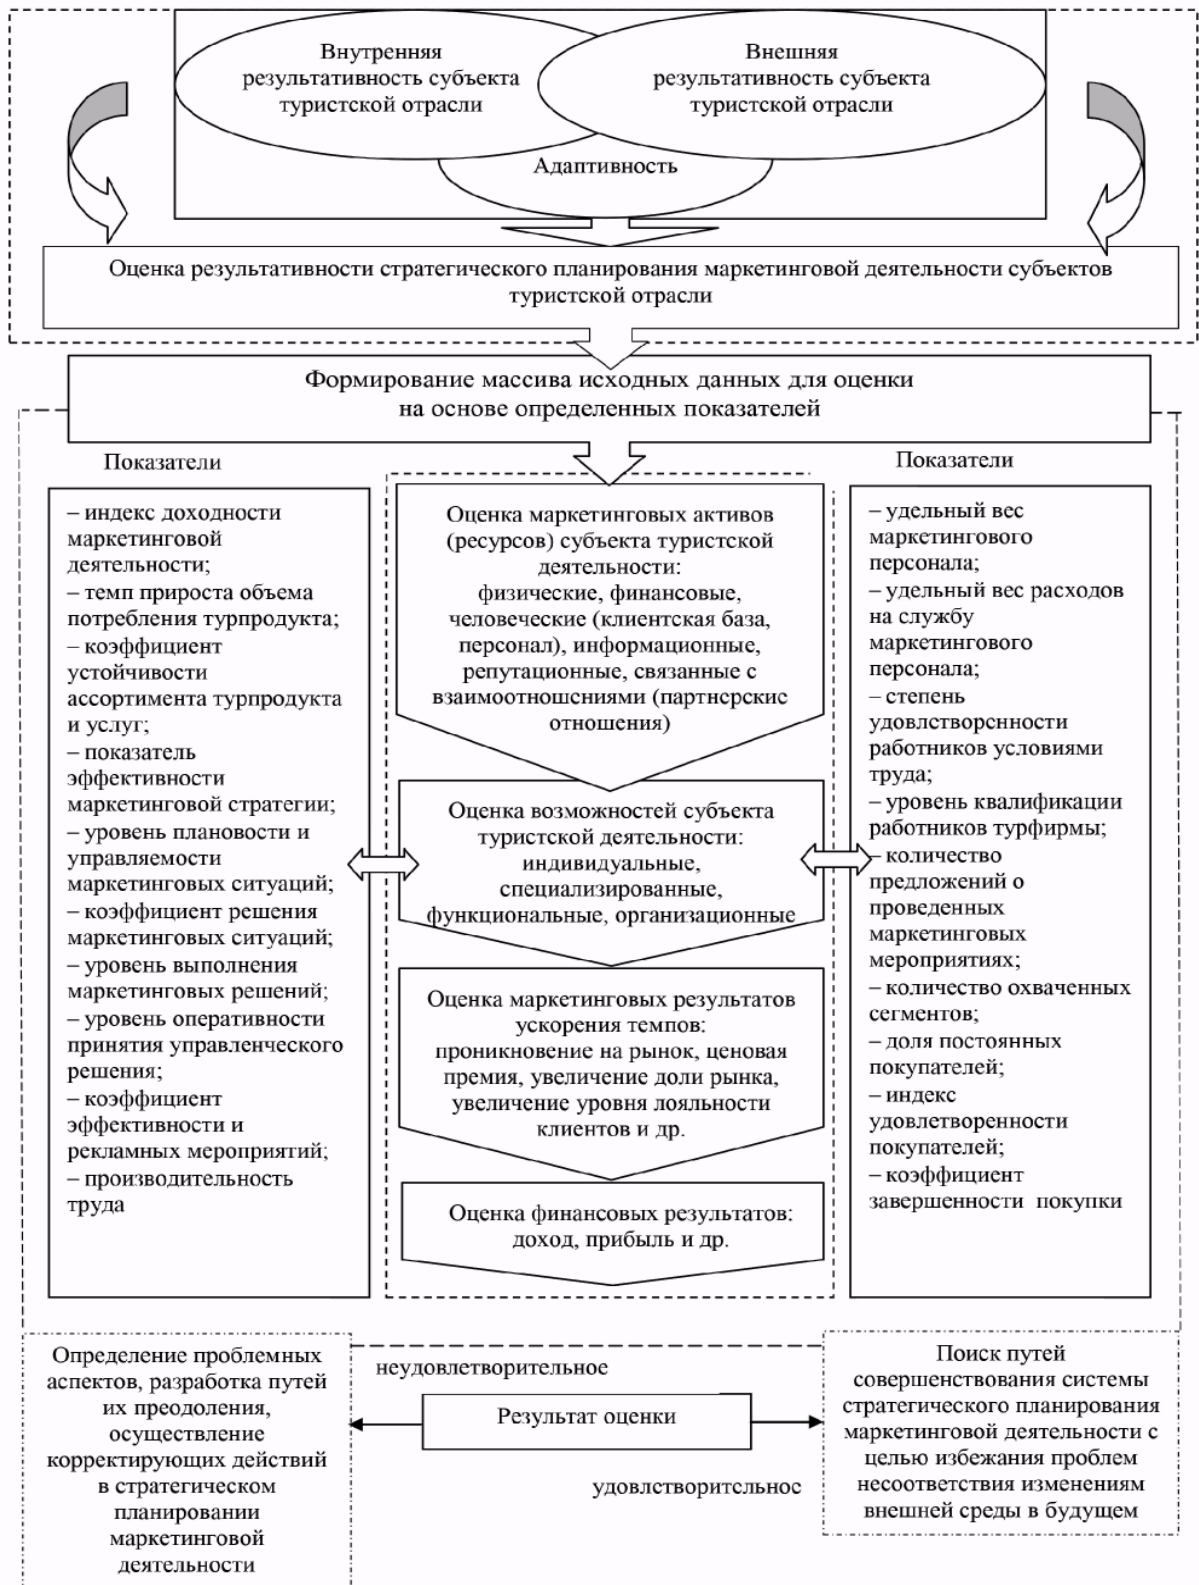 Внутренняя
результативность субъекта
туристской отрасли
Внешняя
результативность субъекта
туристской отрасли
Адаптивность
Оценка результативности стратегического планирования маркетинговой деятельности субъектов
туристской отрасли
Формирование массива исходных данных для оценки
на основе определенных показателей
Показатели
– индекс доходности
маркетинговой
деятельности;
– темп прироста объема
потребления турпродукта;
– коэффициент
устойчивости
ассортимента турпродукта
и услуг;
– показатель
эффективности
маркетинговой стратегии;
– уровень плановости и
управляемости
маркетинговых ситуаций;
– коэффициент решения
маркетинговых ситуаций;
– уровень выполнения
маркетинговых решений;
– уровень оперативности
принятия управленческого
решения;
– коэффициент
эффективности и
рекламных мероприятий;
– производительность
труда
Оценка маркетинговых активов
(ресурсов) субъекта туристской
деятельности:
физические, финансовые,
человеческие (клиентская база,
персонал), информационные,
репутационные, связанные с
взаимоотношениями (партнерские
отношения)
Оценка возможностей субъекта
туристской деятельности:
индивидуальные,
специализированные,
функциональные, организационные
Оценка маркетинговых результатов
ускорения темпов:
проникновение на рынок, ценовая
премия, увеличение доли рынка,
увеличение уровня лояльности
клиентов и др.
Оценка финансовых результатов:
доход, прибыль и др.
Показатели
– удельный вес
маркетингового
персонала;
– удельный вес расходов
на службу
маркетингового
персонала;
– степень
удовлетворенности
работников условиями
труда;
– уровень квалификации
работников турфирмы;
– количество
предложений о
проведенных
маркетинговых
мероприятиях;
– количество охваченных
сегментов;
– доля постоянных
покупателей;
– индекс
удовлетворенности
покупателей;
– коэффициент
завершенности покупки
Определение проблемных
аспектов, разработка путей
их преодоления,
осуществление
корректирующих действий
в стратегическом
планировании
маркетинговой
деятельности
неудовлетворительное
Результат оценки
удовлетворительное
Поиск путей
совершенствования системы
стратегического планирования
маркетинговой деятельности с
целью избежания проблем
несоответствия изменениям
внешней среды в будущем